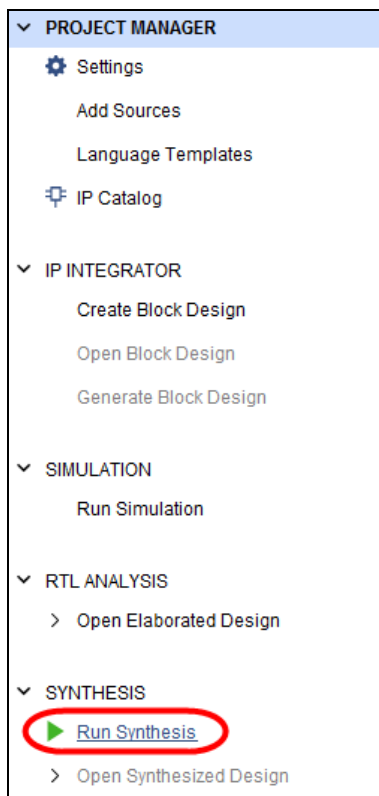 PROJECT MANAGER
Settings
Add Sources
Language Templates
IP Catalog
IP INTEGRATOR
Create Block Design
Open Block Design
Generate Block Design
SIMULATION
Run Simulation
RTL ANALYSIS
Open Elaborated Design
SYNTHESIS
Run Synthesis
Open Synthesized Design